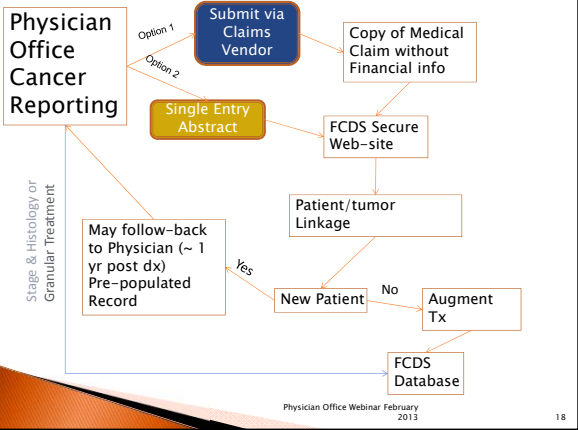 Physician
Office
Cancer
Reporting
Option 1
Option 2
Submit via
Claims
Vendor
Copy of Medical
Claim without
Financial info
Single Entry
Abstract
FCDS Secure
Web-site
Patient/tumor
Linkage
Stage & Histology or
Granular Treatment
May follow-back
to Physician (~ 1
yr post dx)
Pre-populated
Record
Yes
New Patient
No
Augment
Tx
FCDS
Database
Physician Office Webinar February
2013
18